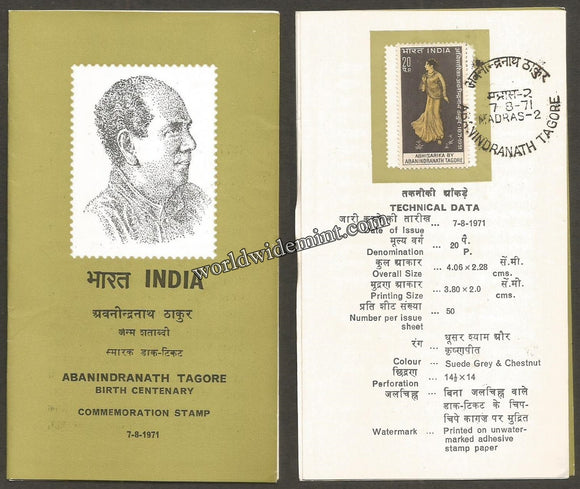 भारत INDIA
अवनीन्द्रनाथ ठाकुर
जन्म शताब्दी
स्मारक डाक-टिकट
ABANINDRANATH TAGORE
BIRTH CENTENARY
COMMEMORATION STAMP
7-8-1971
भारत INDIA
20
ABHISARIKA BY
ABANINDRANATH TAGORE
अवनीन्द्रनाथ ठाकुर
मद्रास-2
7-8-71
MADRAS-2
VINDRANATH TAGORE
तकनीकी आंकड़े
TECHNICAL DATA
जारी करने की तारीख ... 7-8-1971
Date of Issue
मूल्य वर्ग ... 20 पै.
Denomination P.
कुल आकार ... 4.06 × 2.28 सें.मी.
Overall Size cms.
मुद्रण आकार ... 3.80 × 2.0 सें.मी.
Printing Size cms.
प्रति शीट संख्या ... 50
Number per issue
sheet
रंग ... धूसर श्याम और
कृष्णपीत
Colour ... Suede Grey & Chestnut
छिद्रण ... 14½ × 14
Perforation
जलचिह्न ... बिना जलचिह्न वाले
डाक-टिकट के चिप-
चिपे कागज पर मुद्रित
Watermark ... Printed on unwater-
marked adhesive
stamp paper
worldwidemint.com